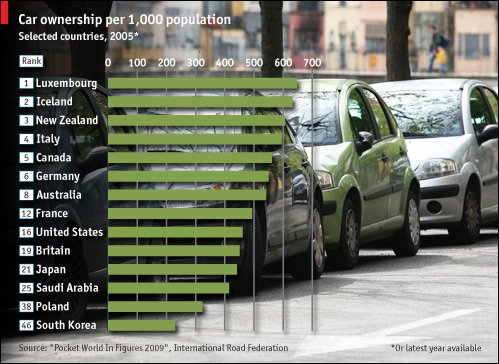 Car ownership per 1,000 population
Selected countries, 2005*
Rank
0 100 200 300 400 500 600 700
1 Luxembourg
2 Iceland
3 New Zealand
4 Italy
5 Canada
6 Germany
8 Australia
12 France
16 United States
19 Britain
21 Japan
25 Saudi Arabia
38 Poland
46 South Korea
Source: "Pocket World In Figures 2009", International Road Federation
*Or latest year available